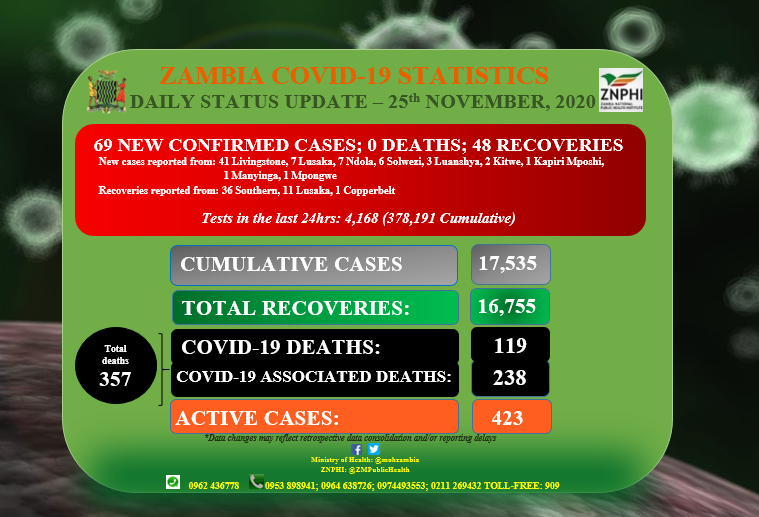 ZAMBIA COVID-19 STATISTICS
DAILY STATUS UPDATE – 25th NOVEMBER, 2020
ZNPHI
ZAMBIA NATIONAL
PUBLIC HEALTH INSTITUTE
69 NEW CONFIRMED CASES; 0 DEATHS; 48 RECOVERIES
New cases reported from: 41 Livingstone, 7 Lusaka, 7 Ndola, 6 Solwezi, 3 Luanshya, 2 Kitwe, 1 Kapiri Mposhi,
1 Manyinga, 1 Mpongwe
Recoveries reported from: 36 Southern, 11 Lusaka, 1 Copperbelt
Tests in the last 24hrs: 4,168 (378,191 Cumulative)
CUMULATIVE CASES 17,535
TOTAL RECOVERIES: 16,755
Total
deaths
357
COVID-19 DEATHS: 119
COVID-19 ASSOCIATED DEATHS: 238
ACTIVE CASES: 423
*Data changes may reflect retrospective data consolidation and/or reporting delays
Ministry of Health: @mohzambia
ZNPHI: @ZMPublicHealth
0962 436778 0953 898941; 0964 638726; 0974493553; 0211 269432 TOLL-FREE: 909